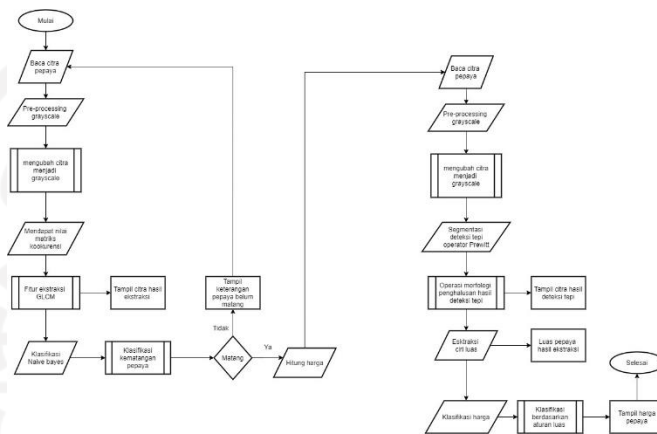 Mulai
Baca citra
pepaya
Pre-processing
grayscale
mengubah citra
menjadi
grayscale
Mendapat nilai
matriks
kookurensi
Fitur ekstraksi
GLCM
Tampil citra hasil
ekstraksi
Klasifikasi
Naive bayes
Klasifikasi
kematangan
pepaya
Matang
Tidak
Tampil
keterangan
pepaya belum
matang
Ya
Hitung harga
Baca citra
pepaya
Pre-processing
grayscale
mengubah citra
menjadi
grayscale
Segmentasi
deteksi tepi
operator Prewitt
Operasi morfologi
penghalusan hasil
deteksi tepi
Tampil citra hasil
deteksi tepi
Esktraksi
ciri luas
Luas pepaya
hasil ekstraksi
Klasifikasi harga
Klasifikasi
berdasarkan
aturan luas
Tampil harga
pepaya
Selesai